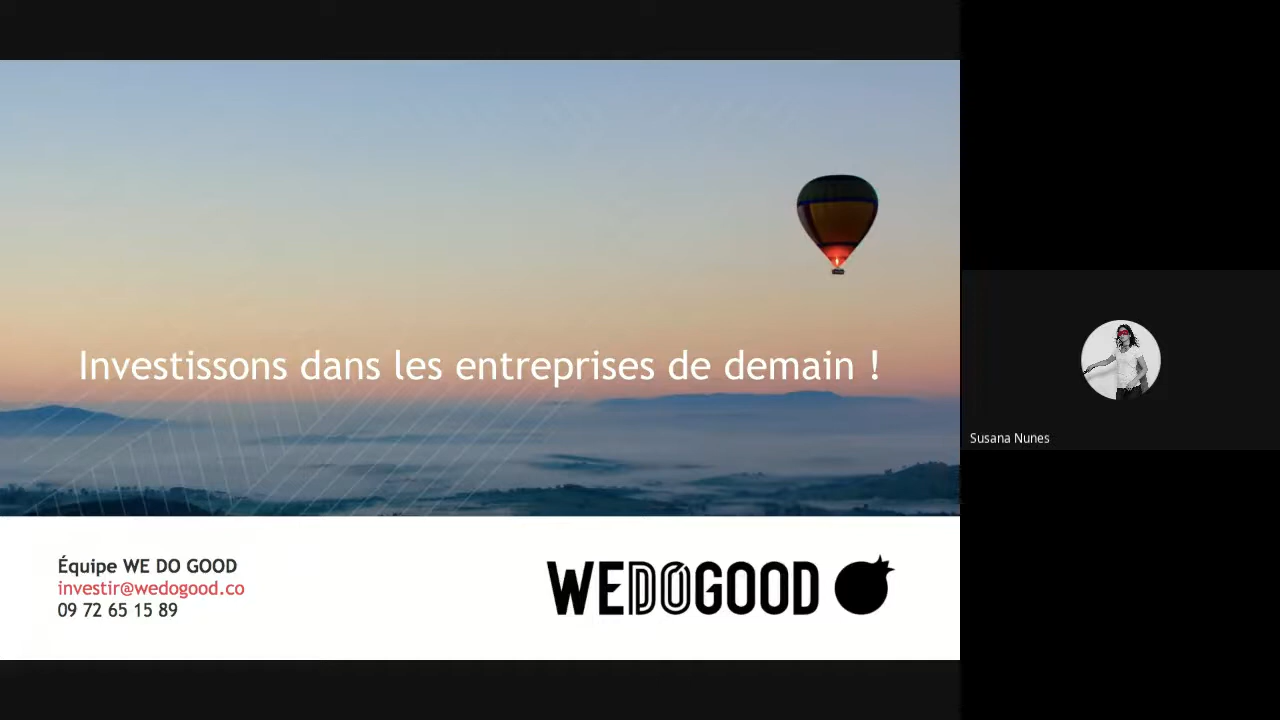 Investissons dans les entreprises de demain !
Susana Nunes
Équipe WE DO GOOD
investir@wedogood.co
09 72 65 15 89
WEDOGOOD